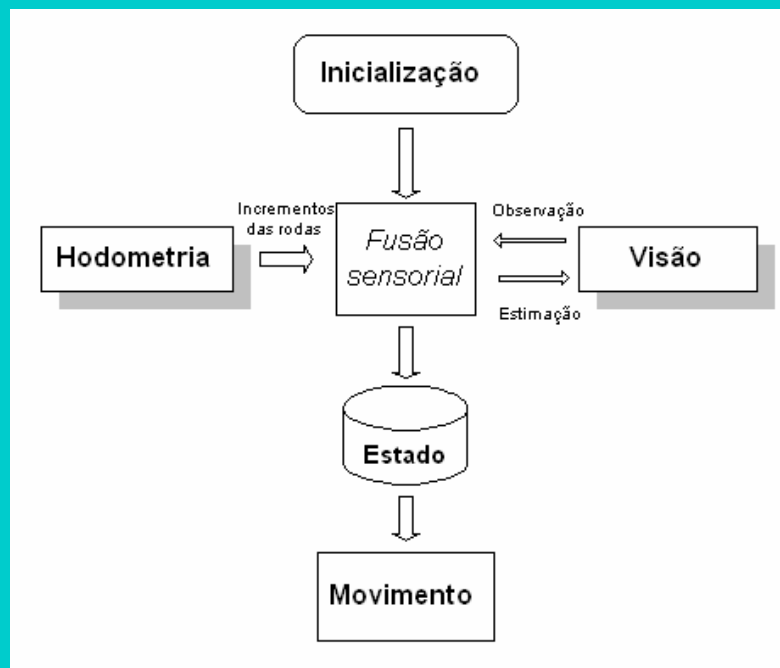 Inicialização
Incrementos
das rodas
Observação
Hodometria
Fusão
sensorial
Visão
Estimação
Estado
Movimento